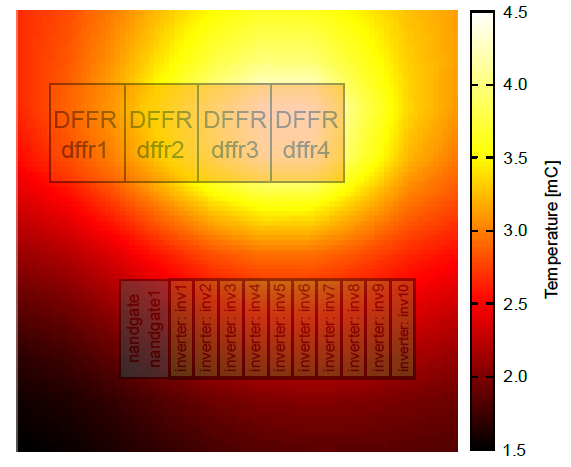 DFFR DFFR DFFR DFFR
dffr1 dffr2 dffr3 dffr4
nandgate
nandgate1
inverter: inv1
inverter: inv2
inverter: inv3
inverter: inv4
inverter: inv5
inverter: inv6
inverter: inv7
inverter: inv8
inverter: inv9
inverter: inv10
4.5
4.0
3.5
3.0
2.5
2.0
1.5
Temperature [mC]